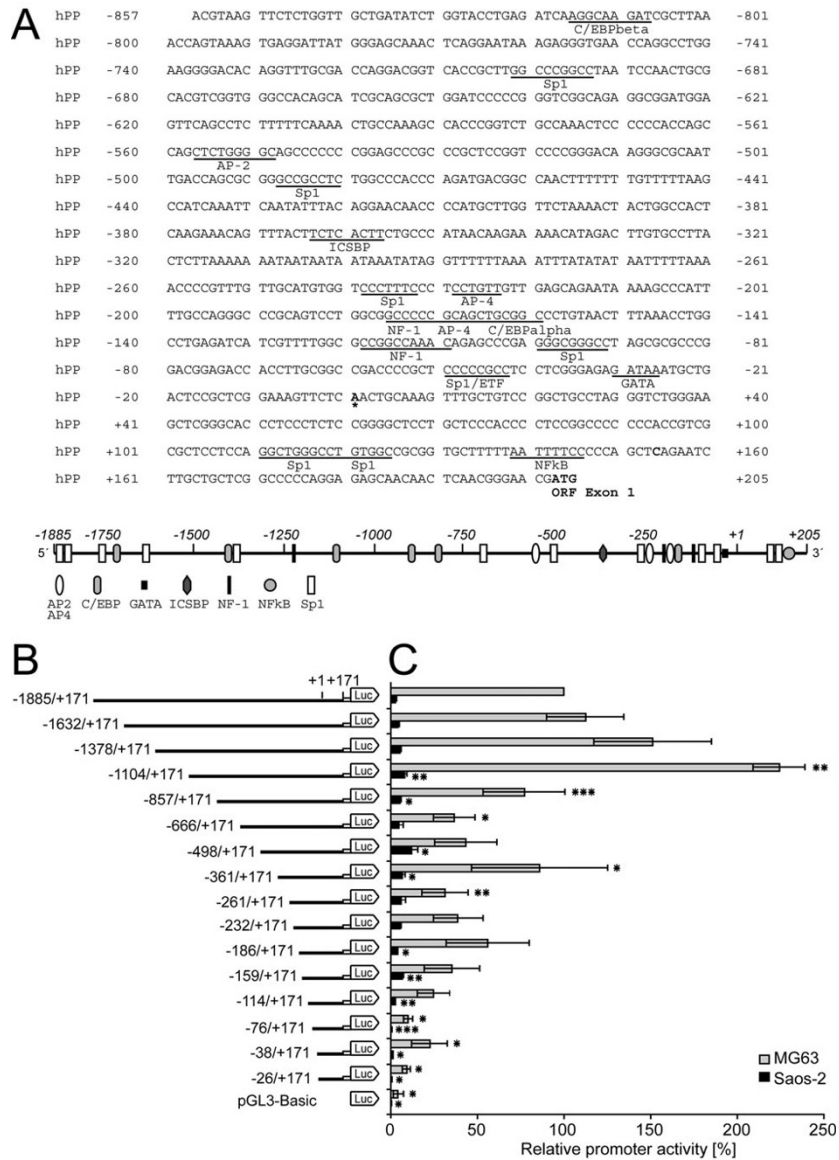 A
hPP -857 ACGTAAG TTCTCTGGTT GCTGATATCT GGTACCTGAG ATCAAGGCAA GATCGCTTAA -801
C/EBPbeta
hPP -800 ACCAGTAAAG TGAGGATTAT GGGAGCAAAC TCAGGAATAA AGAGGGTGAA CCAGGCCTGG -741
hPP -740 AAGGGGACAC AGGTTTGCGA CCAGGACGGT CACCGCTTGG GCCCGGCCTA ATCCAACTGCG -681
Sp1
hPP -680 CACGTCGGTG GGCCACAGCA TCGCAGCGCT GGATCCCCCG GGTCGGCAGA GGCGGATGGA -621
hPP -620 GTTCAGCCTC TTTTTCAAAA CTGCCAAAGC CACCCGGTCT GCCAAACTCC CCCCACCAGC -561
hPP -560 CAGCTCTGGG GCAGCCCCCC CGGAGCCCGC CCGCTCCGGT CCCCGGGACA AGGGCGCAAT -501
AP-2
hPP -500 TGACCAGCGC GGGCCGCCTC TGGCCCACCC AGATGACGGC CAACTTTTTT TGTTTTTAAG -441
Sp1
hPP -440 CCATCAAATT CAATATTTAC AGGAACAACC CCATGCTTGG TTCTAAAACT ACTGGCCACT -381
hPP -380 CAAGAAACAG TTTACTTCTC ACTTCTGCCC ATAACAAGAA AAACATAGAC TTGTGCCTTA -321
ICSBP
hPP -320 CTCTTAAAAA AATAATAATA ATAAATATAG GTTTTTTAAA ATTTATATAT AATTTTTAAA -261
hPP -260 ACCCCGTTTG TTGCATGTGG TCCCTTTCCC TCCTGTTGTT GAGCAGAATA AAAGCCCATT -201
Sp1 AP-4
hPP -200 TTGCCAGGGC CCGCAGTCCT GGCGGCCCCC GCAGCTGCGG CCCTGTAACT TTAAACCTGG -141
NF-1 AP-4 C/EBPalpha
hPP -140 CCTGAGATCA TCGTTTTGGC GCCGGCCAAA CAGAGCCCGA GGGCGGGCCT AGCGCGCCCG -81
NF-1 Sp1
hPP -80 GACGGAGACC ACCTTGCGGC CGACCCCGCT CCCCCGCCTC CTCGGGAGAG ATAAATGCTG -21
Sp1/ETF GATA
hPP -20 ACTCCGCTCG GAAAGTTCTC AACTGCAAAG TTTGCTGTCC GGCTGCCTAG GGTCTGGGAA +40
*
hPP +41 GCTCGGGCAC CCTCCCTCTC CGGGGCTCCT GCTCCCACCC CTCCGGCCCC CCCACCGTCG +100
hPP +101 CGCTCCTCCA GGCTGGGCCT GTGGCCGCGG TGCTTTTTAA TTTTCCCCCA GCTCAGAATC +160
Sp1 Sp1 NFkB
hPP +161 TTGCTGCTCG GCCCCCAGGA GAGCAACAAC TCAACGGGAA CGATG +205
ORF Exon 1
-1885 -1750 -1500 -1250 -1000 -750 -500 -250 +1 +205
5´ 3´
AP2 C/EBP GATA ICSBP NF-1 NFkB Sp1
AP4
B C
+1 +171
-1885/+171 Luc
-1632/+171 Luc
-1378/+171 Luc
-1104/+171 Luc **
**
-857/+171 Luc ***
*
-666/+171 Luc *
-498/+171 Luc
*
-361/+171 Luc *
*
-261/+171 Luc **
-232/+171 Luc
-186/+171 Luc
*
-159/+171 Luc
**
-114/+171 Luc
**
-76/+171 Luc *
***
-38/+171 Luc *
*
-26/+171 Luc *
*
pGL3-Basic Luc *
*
MG63
Saos-2
0 50 100 150 200 250
Relative promoter activity [%]